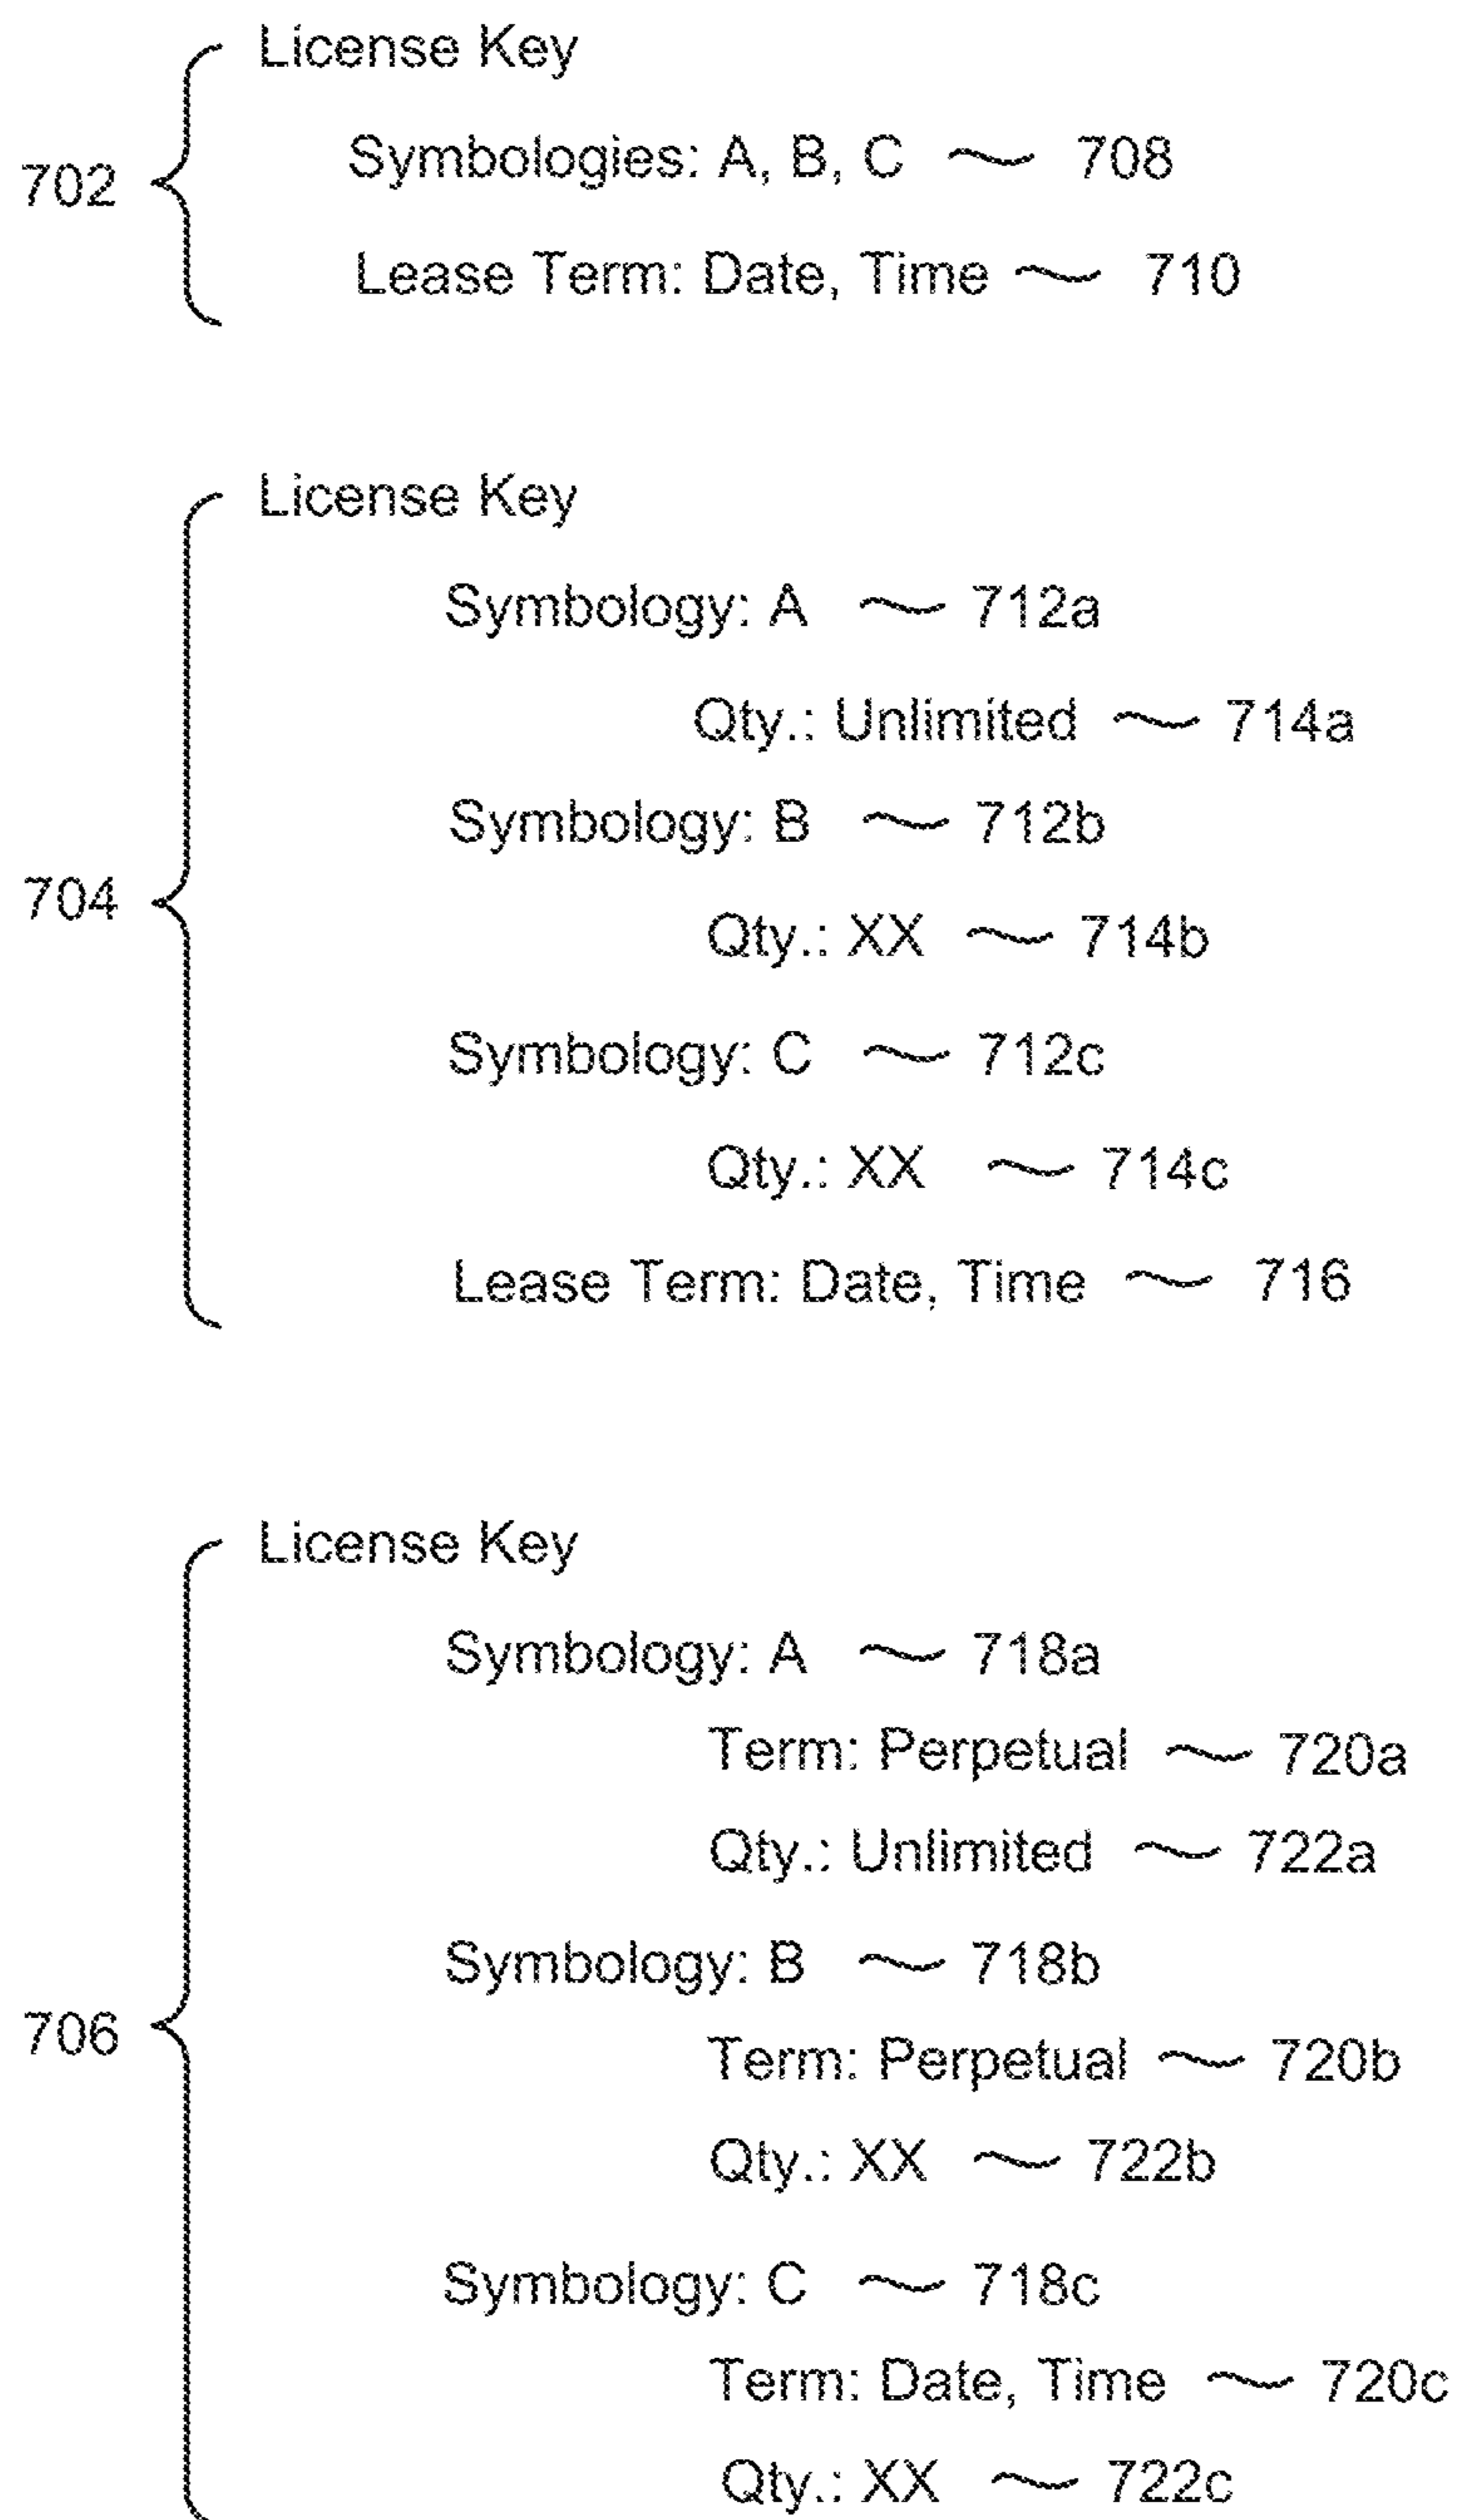 License Key
Symbologies: A, B, C 708
702
Lease Term: Date, Time 710
License Key
Symbology: A 712a
Qty.: Unlimited 714a
Symbology: B 712b
704
Qty.: XX 714b
Symbology: C 712c
Qty.: XX 714c
Lease Term: Date, Time 716
License Key
Symbology: A 718a
Term: Perpetual 720a
Qty.: Unlimited 722a
Symbology: B 718b
706
Term: Perpetual 720b
Qty.: XX 722b
Symbology: C 718c
Term: Date, Time 720c
Qty.: XX 722c